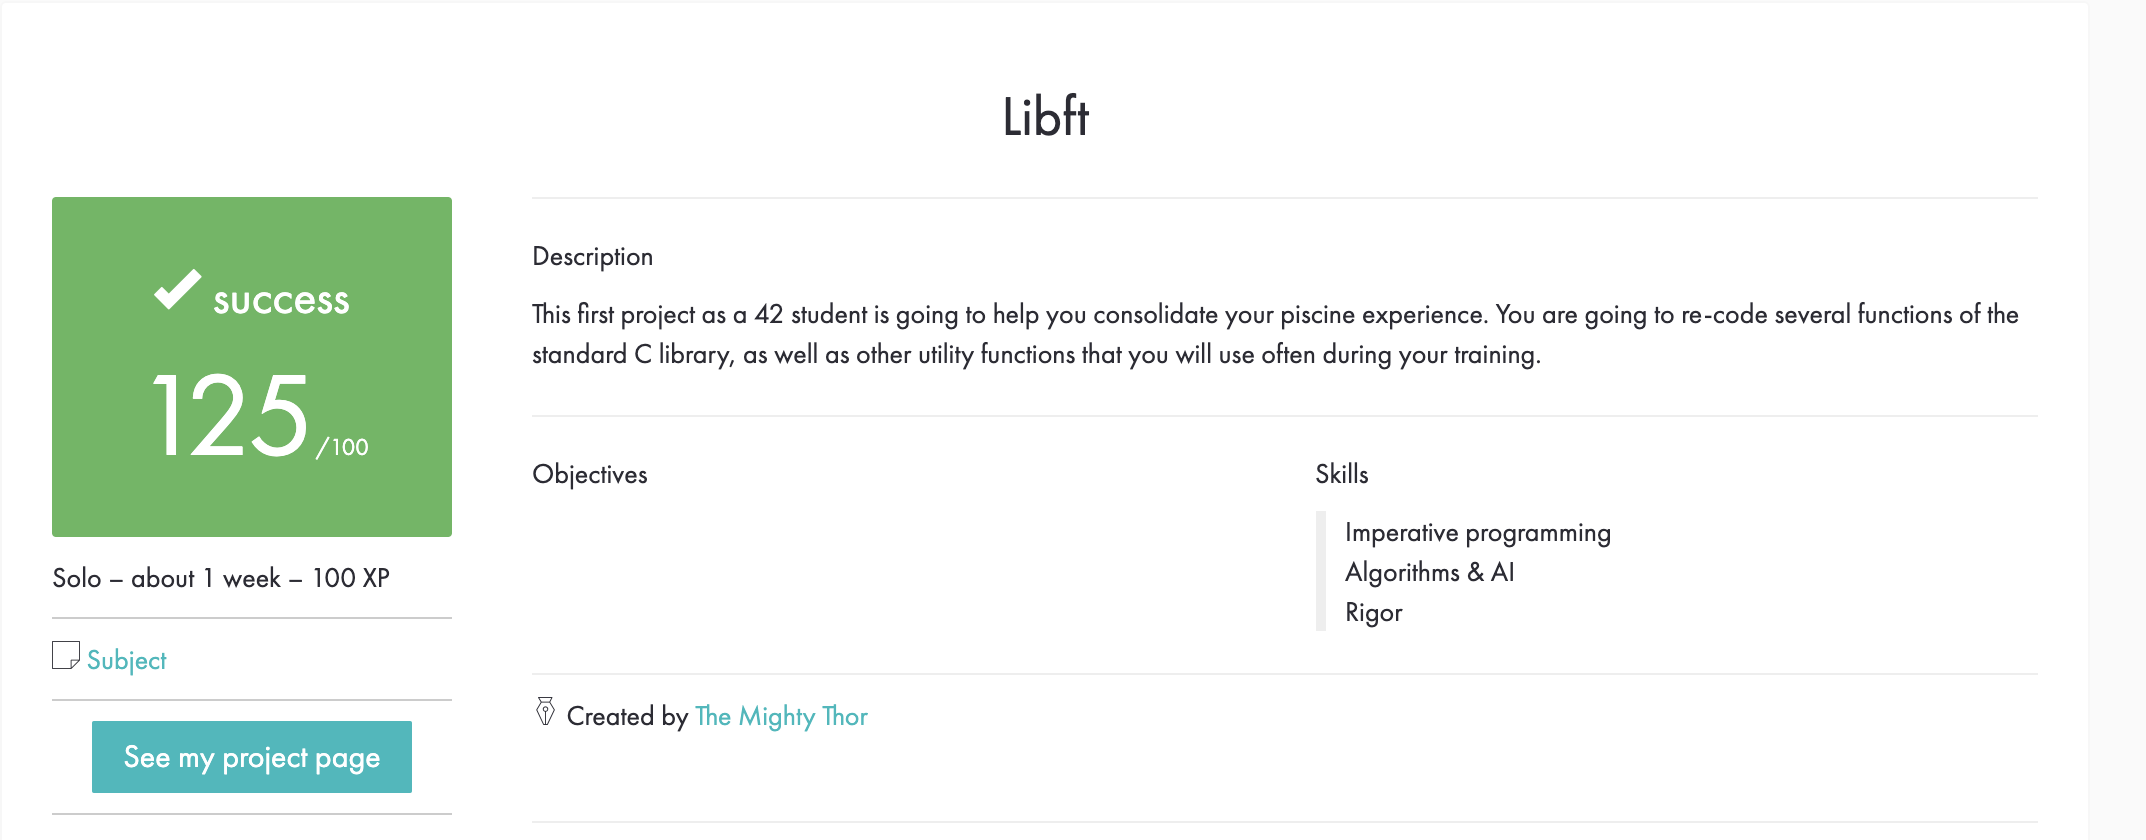 Libft
success
125 /100
Solo – about 1 week – 100 XP
Subject
See my project page
Description
This first project as a 42 student is going to help you consolidate your piscine experience. You are going to re-code several functions of the
standard C library, as well as other utility functions that you will use often during your training.
Objectives
Skills
Imperative programming
Algorithms & AI
Rigor
Created by The Mighty Thor